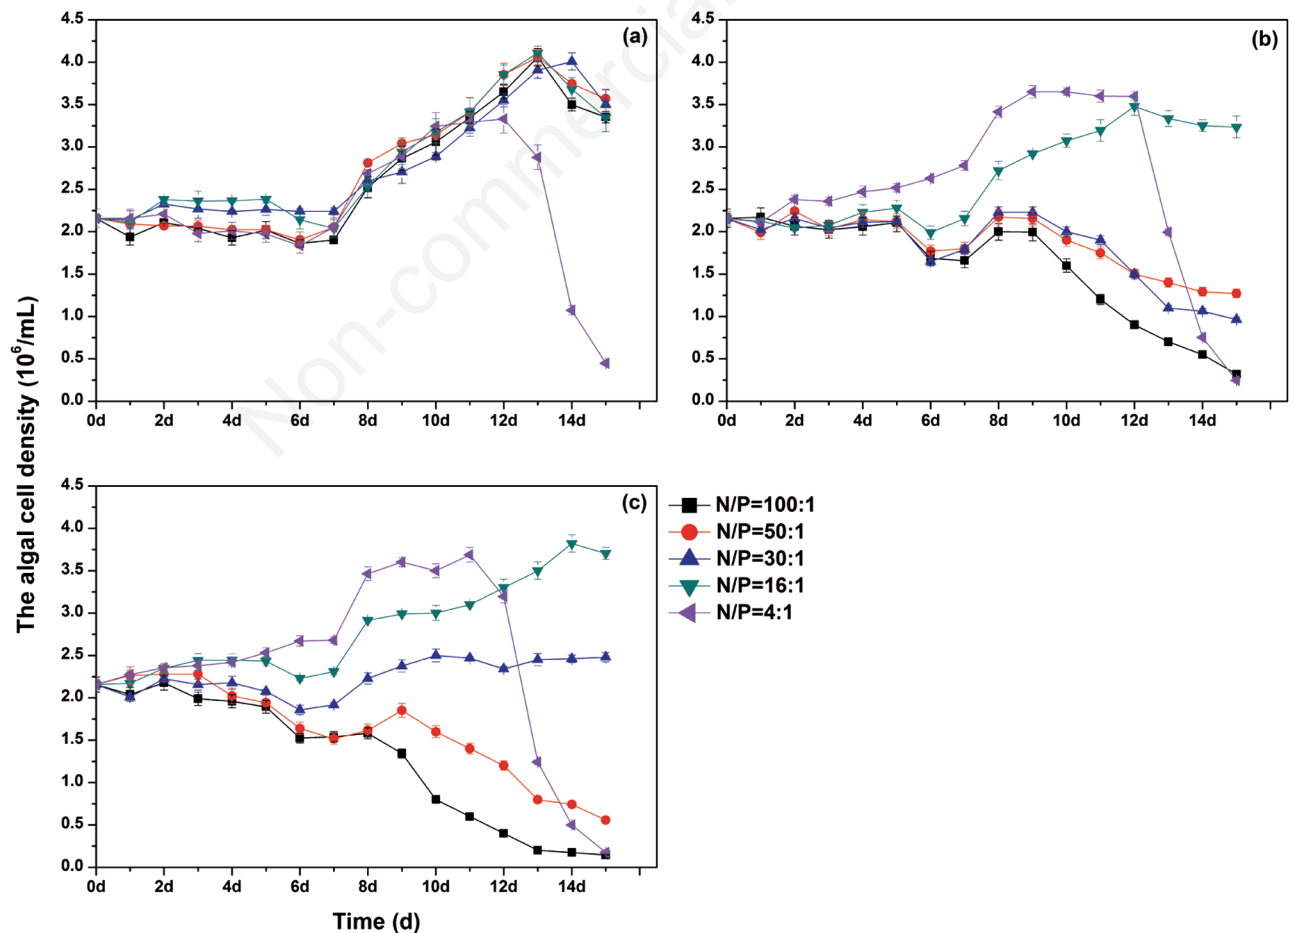 4.5
4.0
3.5
3.0
2.5
2.0
1.5
1.0
0.5
0.0
0d
2d
4d
6d
8d
10d
12d
14d
(a)
4.5
4.0
3.5
3.0
2.5
2.0
1.5
1.0
0.5
0.0
0d
2d
4d
6d
8d
10d
12d
14d
(b)
The algal cell density (10⁶/mL)
4.5
4.0
3.5
3.0
2.5
2.0
1.5
1.0
0.5
0.0
0d
2d
4d
6d
8d
10d
12d
14d
(c)
Time (d)
N/P=100:1
N/P=50:1
N/P=30:1
N/P=16:1
N/P=4:1
Non-commercial